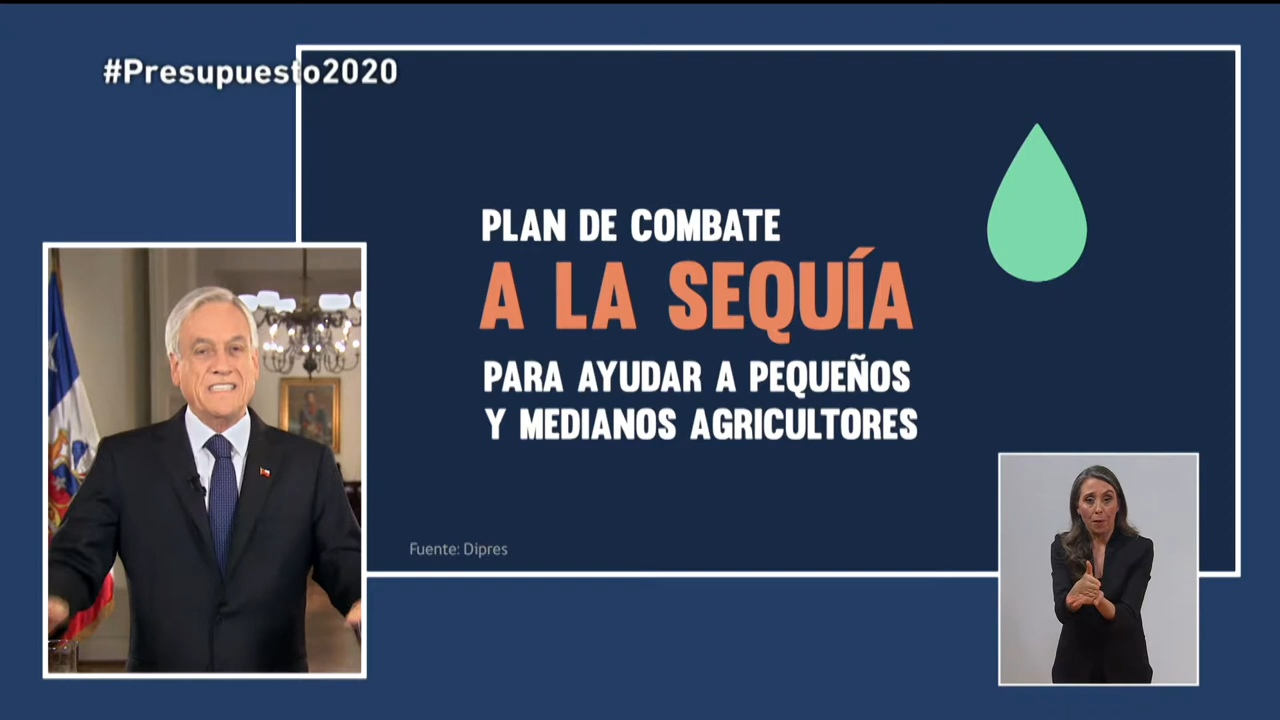 #Presupuesto2020
PLAN DE COMBATE
A LA SEQUÍA
PARA AYUDAR A PEQUEÑOS
Y MEDIANOS AGRICULTORES
Fuente: Dipres